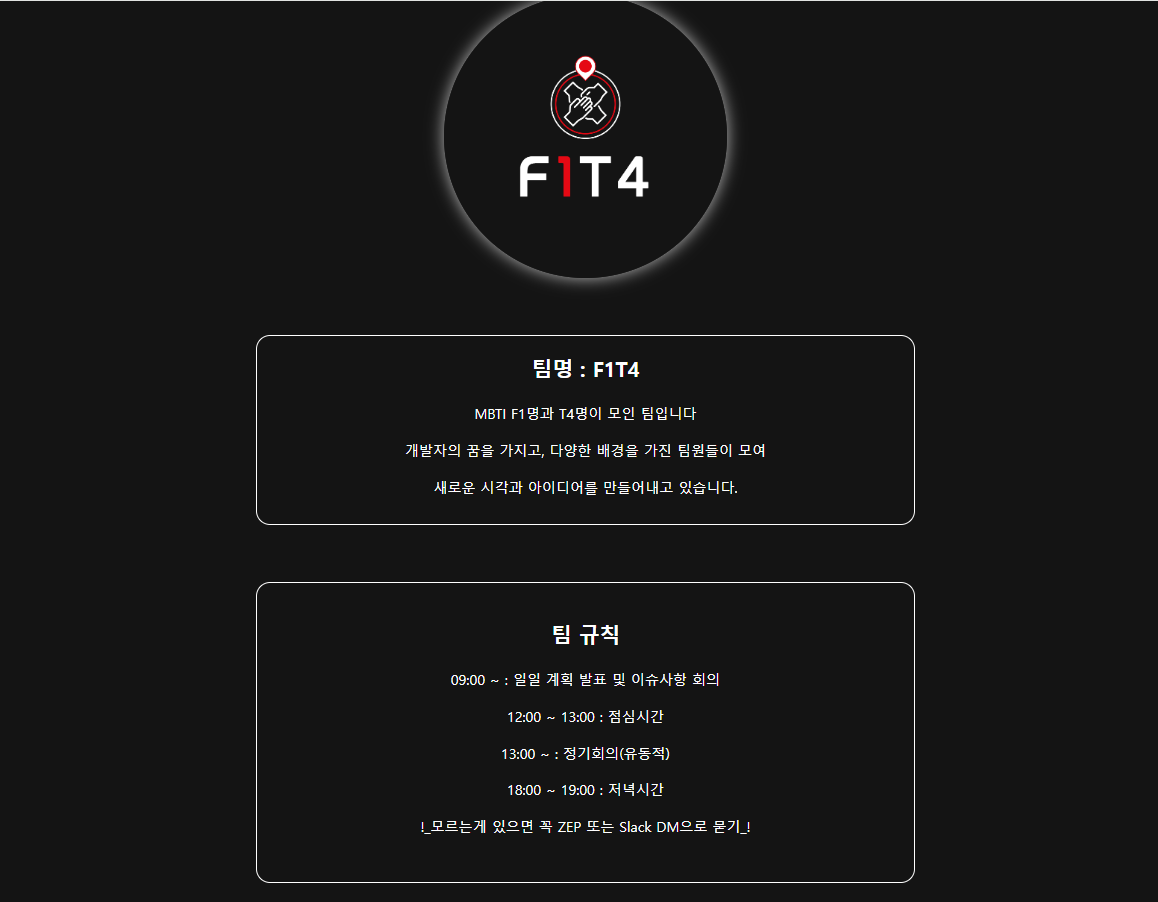 F1T4
팀명 : F1T4
MBTI F1명과 T4명이 모인 팀입니다
개발자의 꿈을 가지고, 다양한 배경을 가진 팀원들이 모여
새로운 시각과 아이디어를 만들어내고 있습니다.
팀 규칙
09:00 ~ : 일일 계획 발표 및 이슈사항 회의
12:00 ~ 13:00 : 점심시간
13:00 ~ : 정기회의(유동적)
18:00 ~ 19:00 : 저녁시간
!_모르는게 있으면 꼭 ZEP 또는 Slack DM으로 묻기_!